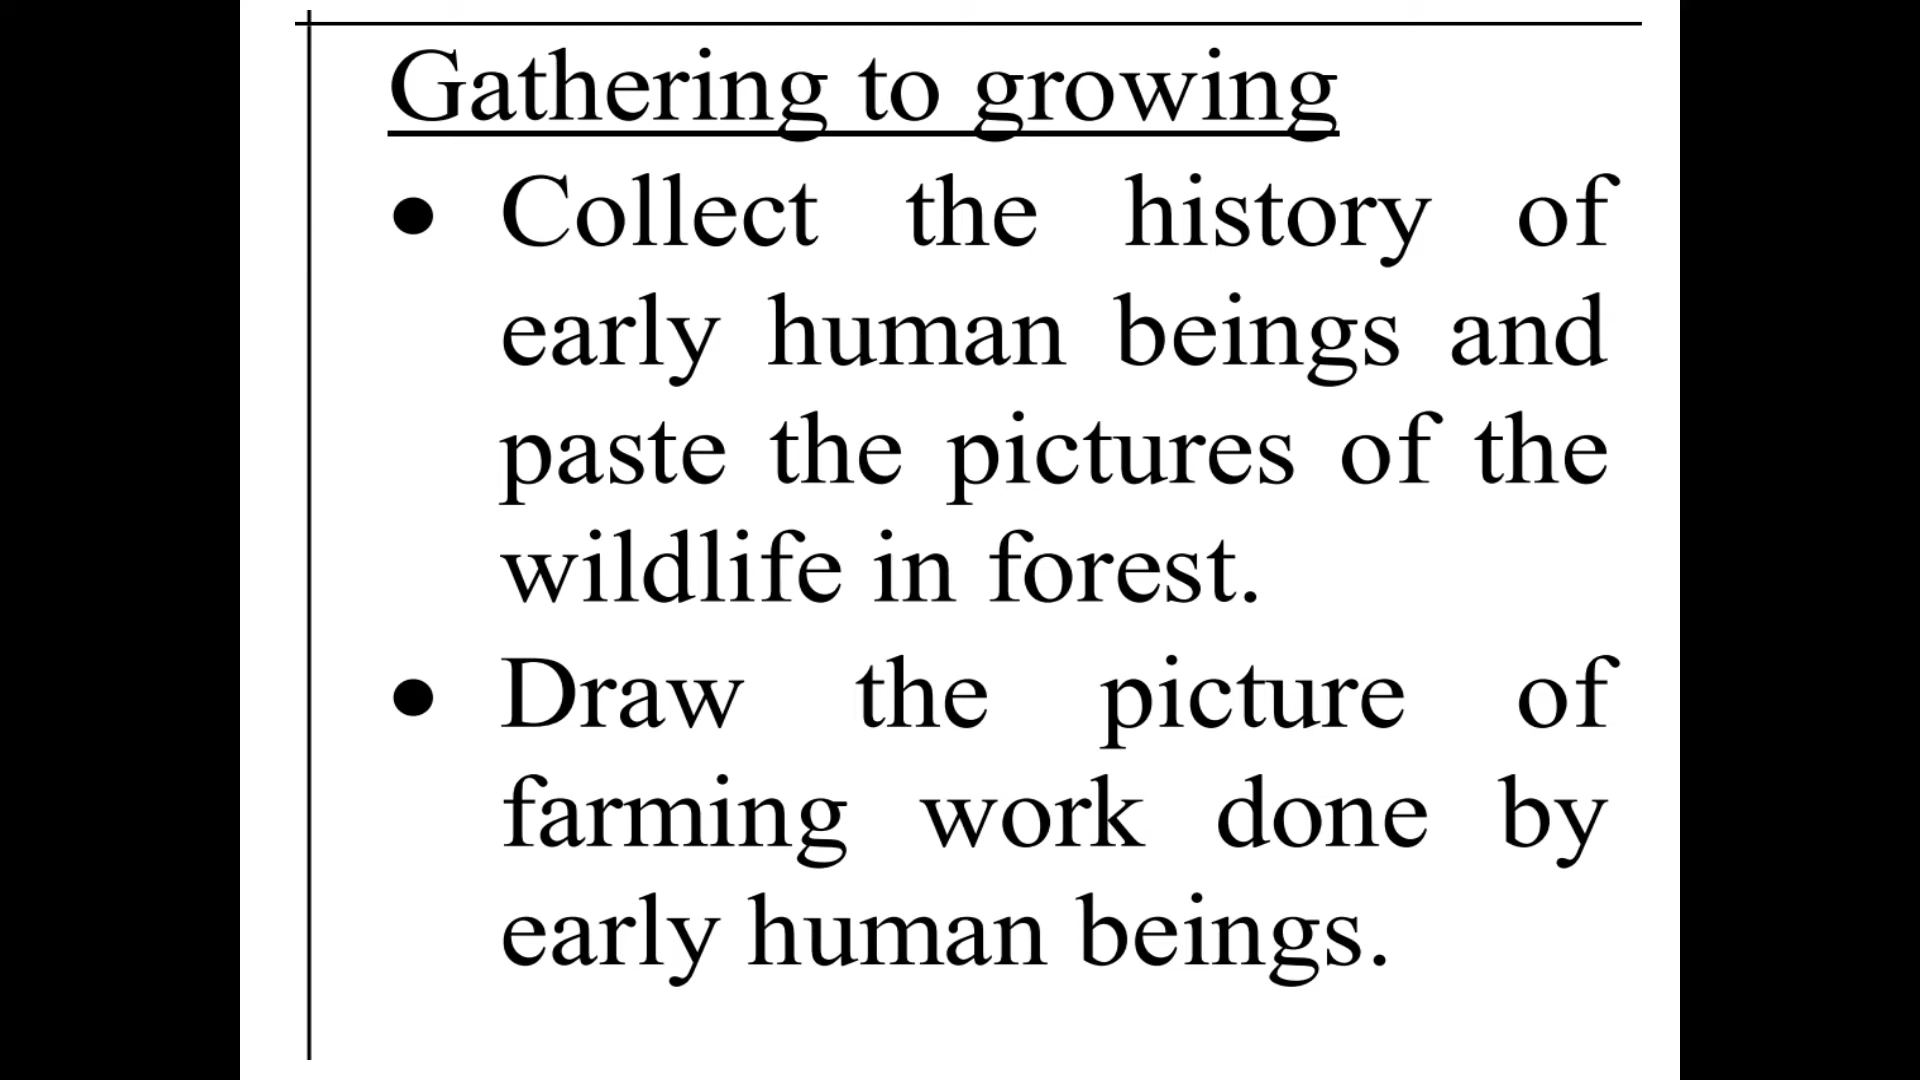 Gathering to growing
• Collect the history of
early human beings and
paste the pictures of the
wildlife in forest.
• Draw the picture of
farming work done by
early human beings.